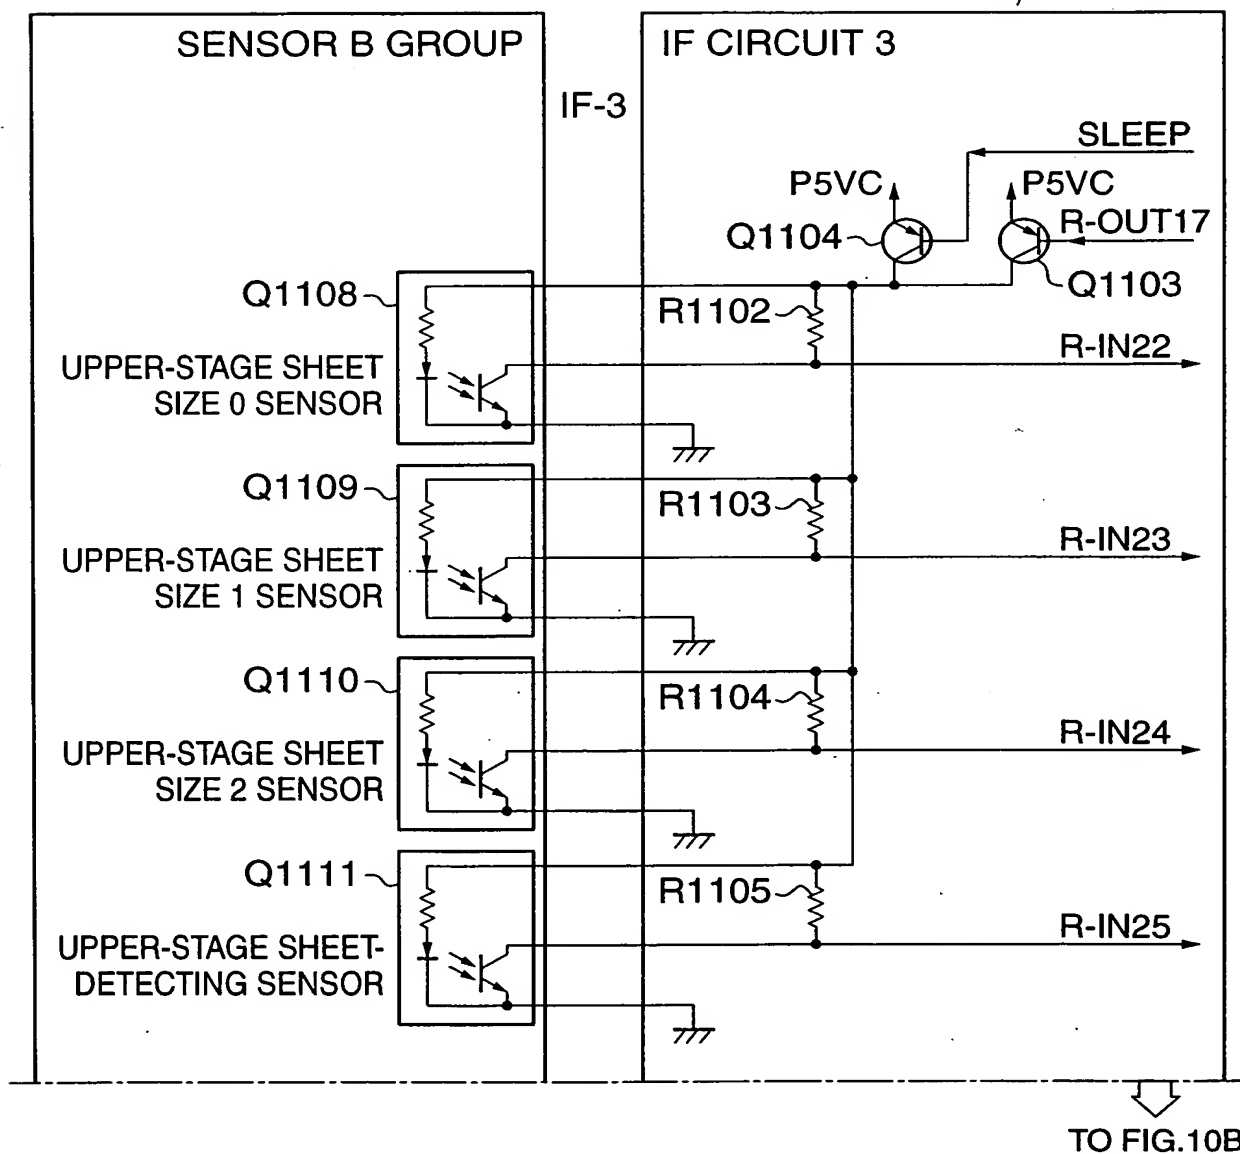 SENSOR B GROUP
IF-3
IF CIRCUIT 3
SLEEP
P5VC
P5VC
R-OUT17
Q1104
Q1103
Q1108
R1102
R-IN22
UPPER-STAGE SHEET
SIZE 0 SENSOR
Q1109
R1103
R-IN23
UPPER-STAGE SHEET
SIZE 1 SENSOR
Q1110
R1104
R-IN24
UPPER-STAGE SHEET
SIZE 2 SENSOR
Q1111
R1105
R-IN25
UPPER-STAGE SHEET-
DETECTING SENSOR
TO FIG.10B